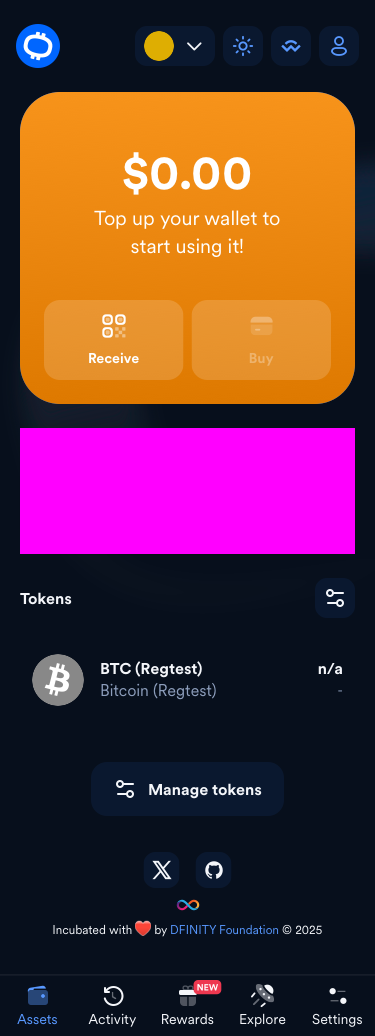 $0.00
Top up your wallet to
start using it!
Receive
Buy
Tokens
BTC (Regtest)
n/a
Bitcoin (Regtest)
-
Manage tokens
Incubated with ❤️ by DFINITY Foundation © 2025
NEW
Assets
Activity
Rewards
Explore
Settings